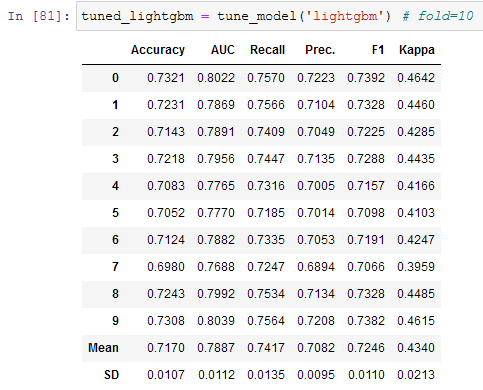 In [81]: tuned_lightgbm = tune_model('lightgbm') # fold=10
Accuracy AUC Recall Prec. F1 Kappa
0 0.7321 0.8022 0.7570 0.7223 0.7392 0.4642
1 0.7231 0.7869 0.7566 0.7104 0.7328 0.4460
2 0.7143 0.7891 0.7409 0.7049 0.7225 0.4285
3 0.7218 0.7956 0.7447 0.7135 0.7288 0.4435
4 0.7083 0.7765 0.7316 0.7005 0.7157 0.4166
5 0.7052 0.7770 0.7185 0.7014 0.7098 0.4103
6 0.7124 0.7882 0.7335 0.7053 0.7191 0.4247
7 0.6980 0.7688 0.7247 0.6894 0.7066 0.3959
8 0.7243 0.7992 0.7534 0.7134 0.7328 0.4485
9 0.7308 0.8039 0.7564 0.7208 0.7382 0.4615
Mean 0.7170 0.7887 0.7417 0.7082 0.7246 0.4340
SD 0.0107 0.0112 0.0135 0.0095 0.0110 0.0213